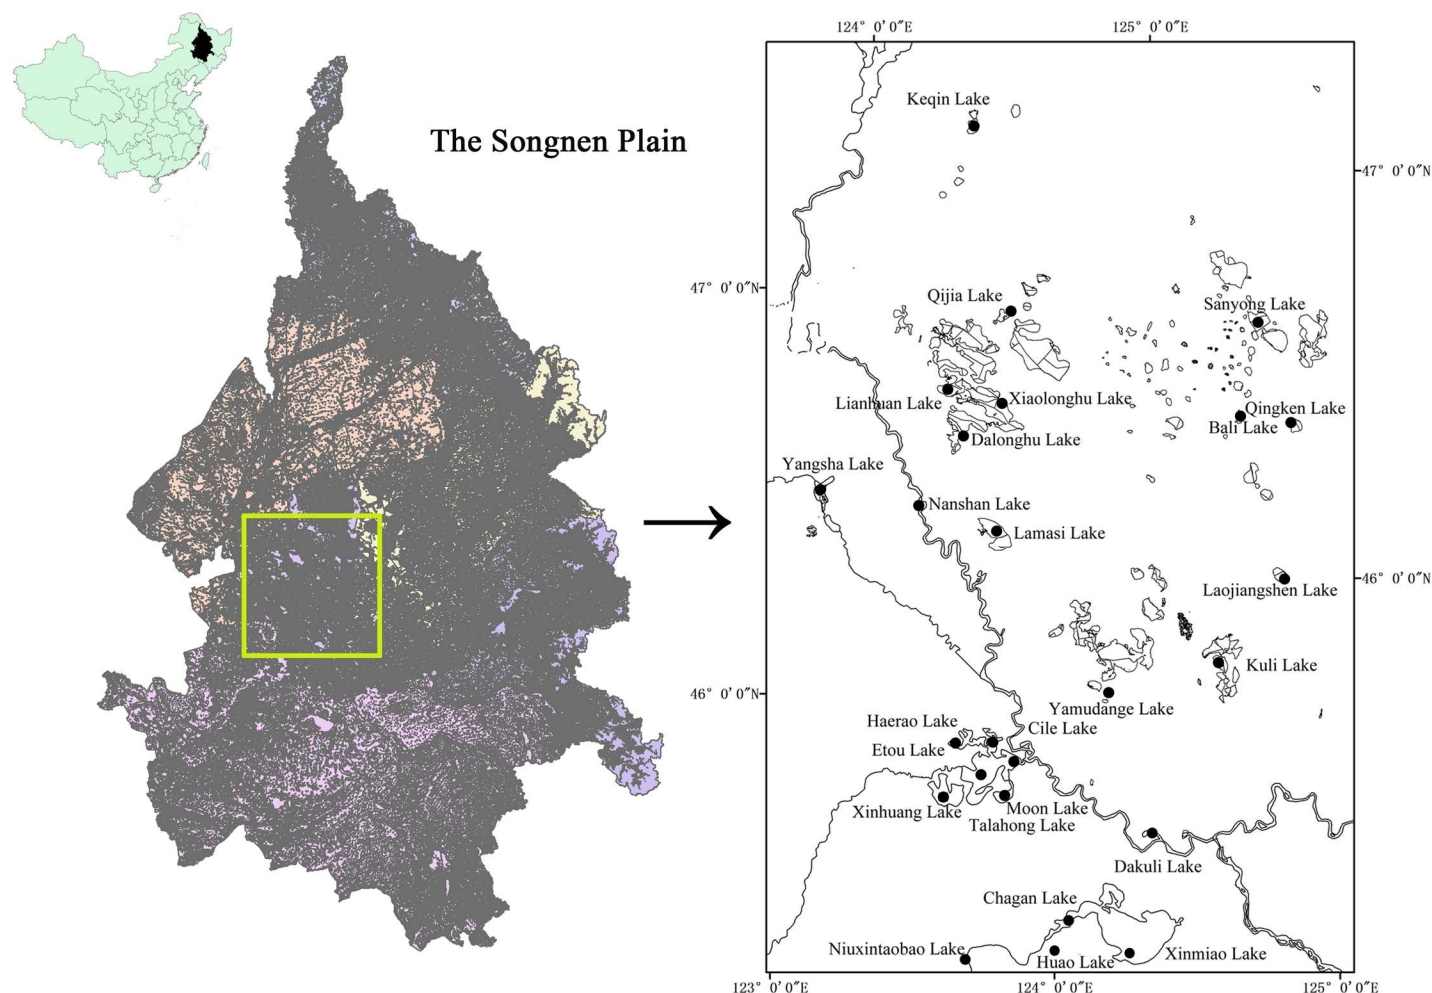 124° 0'0"E
125° 0'0"E
The Songnen Plain
Keqin Lake
47° 0'0"N
47° 0'0"N
Qijia Lake
Sanyong Lake
Lianhuan Lake
Xiaolonghu Lake
Qingken Lake
Bali Lake
Dalonghu Lake
Yangsha Lake
Nanshan Lake
Lamasi Lake
46° 0'0"N
Laojiangshen Lake
Kuli Lake
46° 0'0"N
Yamudange Lake
Haerao Lake
Cile Lake
Etou Lake
Xinhuang Lake
Moon Lake
Talahong Lake
Dakuli Lake
Chagan Lake
Niuxintaobao Lake
Huao Lake
Xinmiao Lake
123° 0'0"E
124° 0'0"E
125° 0'0"E